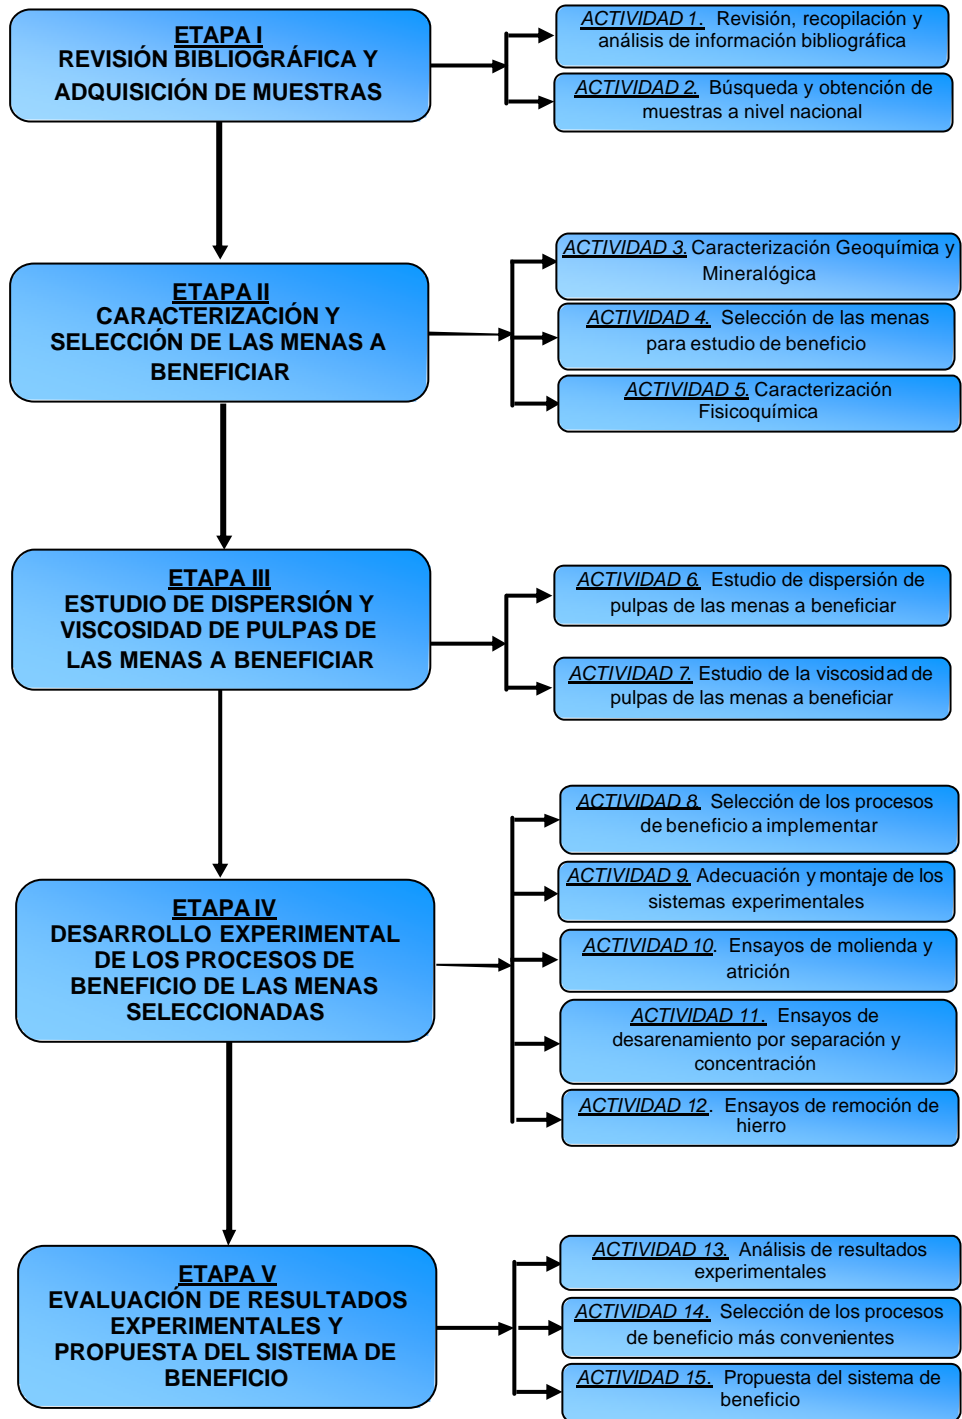 ETAPA I
REVISIÓN BIBLIOGRÁFICA Y
ADQUISICIÓN DE MUESTRAS
ACTIVIDAD 1. Revisión, recopilación y
análisis de información bibliográfica
ACTIVIDAD 2. Búsqueda y obtención de
muestras a nivel nacional
ETAPA II
CARACTERIZACIÓN Y
SELECCIÓN DE LAS MENAS A
BENEFICIAR
ACTIVIDAD 3. Caracterización Geoquímica y
Mineralógica
ACTIVIDAD 4. Selección de las menas
para estudio de beneficio
ACTIVIDAD 5. Caracterización
Fisicoquímica
ETAPA III
ESTUDIO DE DISPERSIÓN Y
VISCOSIDAD DE PULPAS DE
LAS MENAS A BENEFICIAR
ACTIVIDAD 6. Estudio de dispersión de
pulpas de las menas a beneficiar
ACTIVIDAD 7. Estudio de la viscosidad de
pulpas de las menas a beneficiar
ETAPA IV
DESARROLLO EXPERIMENTAL
DE LOS PROCESOS DE
BENEFICIO DE LAS MENAS
SELECCIONADAS
ACTIVIDAD 8. Selección de los procesos
de beneficio a implementar
ACTIVIDAD 9. Adecuación y montaje de los
sistemas experimentales
ACTIVIDAD 10. Ensayos de molienda y
atrición
ACTIVIDAD 11. Ensayos de
desarenamiento por separación y
concentración
ACTIVIDAD 12. Ensayos de remoción de
hierro
ETAPA V
EVALUACIÓN DE RESULTADOS
EXPERIMENTALES Y
PROPUESTA DEL SISTEMA DE
BENEFICIO
ACTIVIDAD 13. Análisis de resultados
experimentales
ACTIVIDAD 14. Selección de los procesos
de beneficio más convenientes
ACTIVIDAD 15. Propuesta del sistema de
beneficio